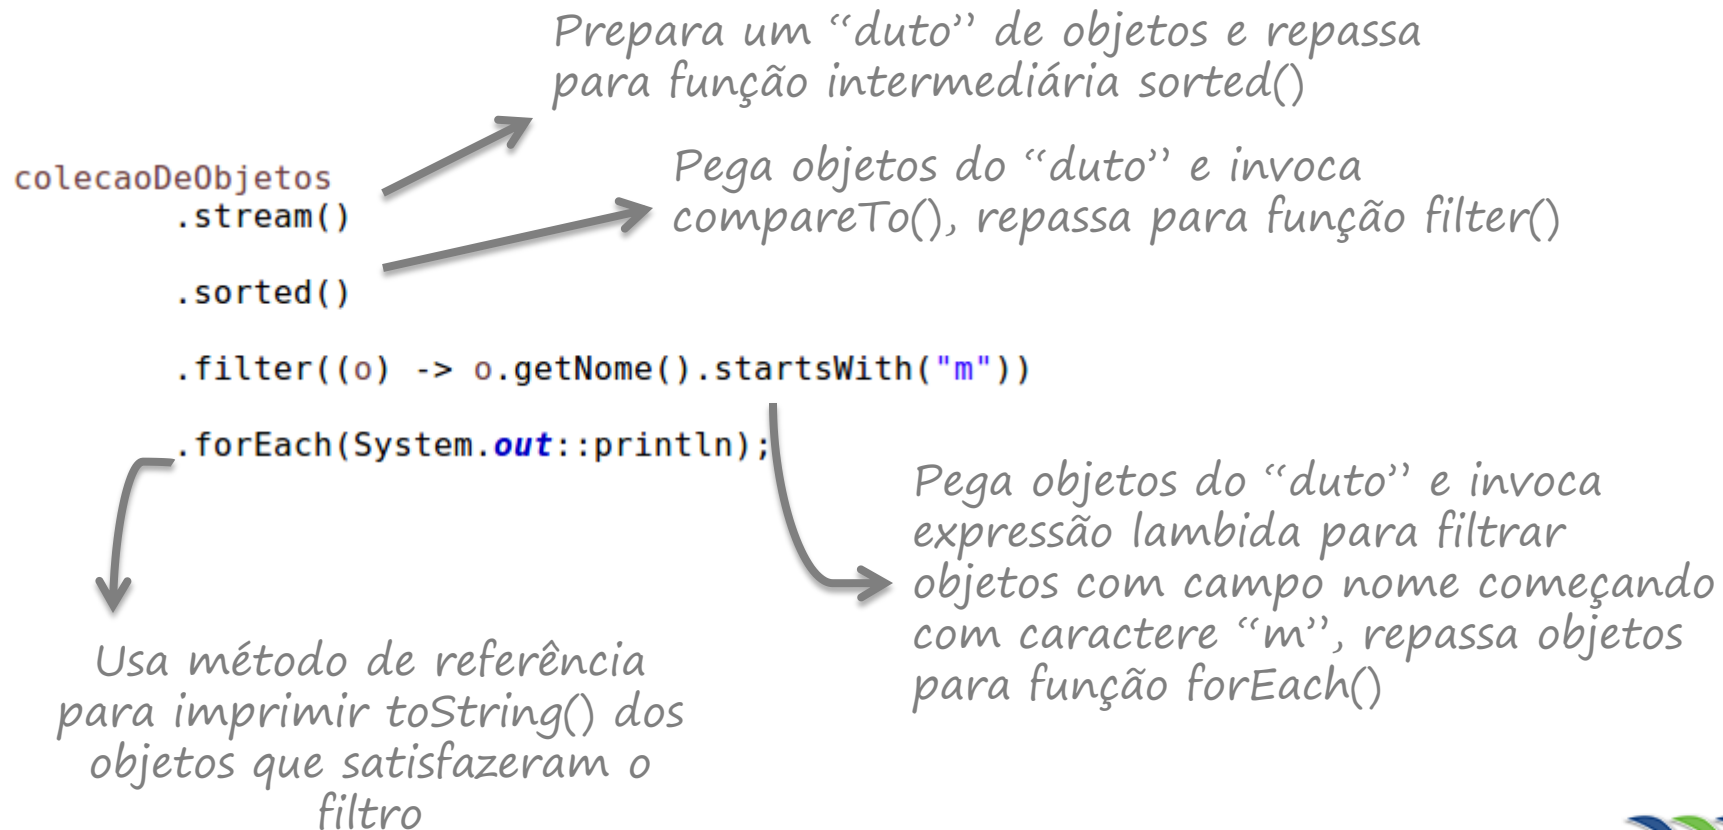 Prepara um “duto” de objetos e repassa
para função intermediária sorted()
Pega objetos do “duto” e invoca
compareTo(), repassa para função filter()
colecaoDeObjetos
.stream()
.sorted()
.filter((o) -> o.getNome().startsWith("m"))
.forEach(System.out::println);
Pega objetos do “duto” e invoca
expressão lambida para filtrar
objetos com campo nome começando
com caractere “m”, repassa objetos
para função forEach()
Usa método de referência
para imprimir toString() dos
objetos que satisfazeram o
filtro